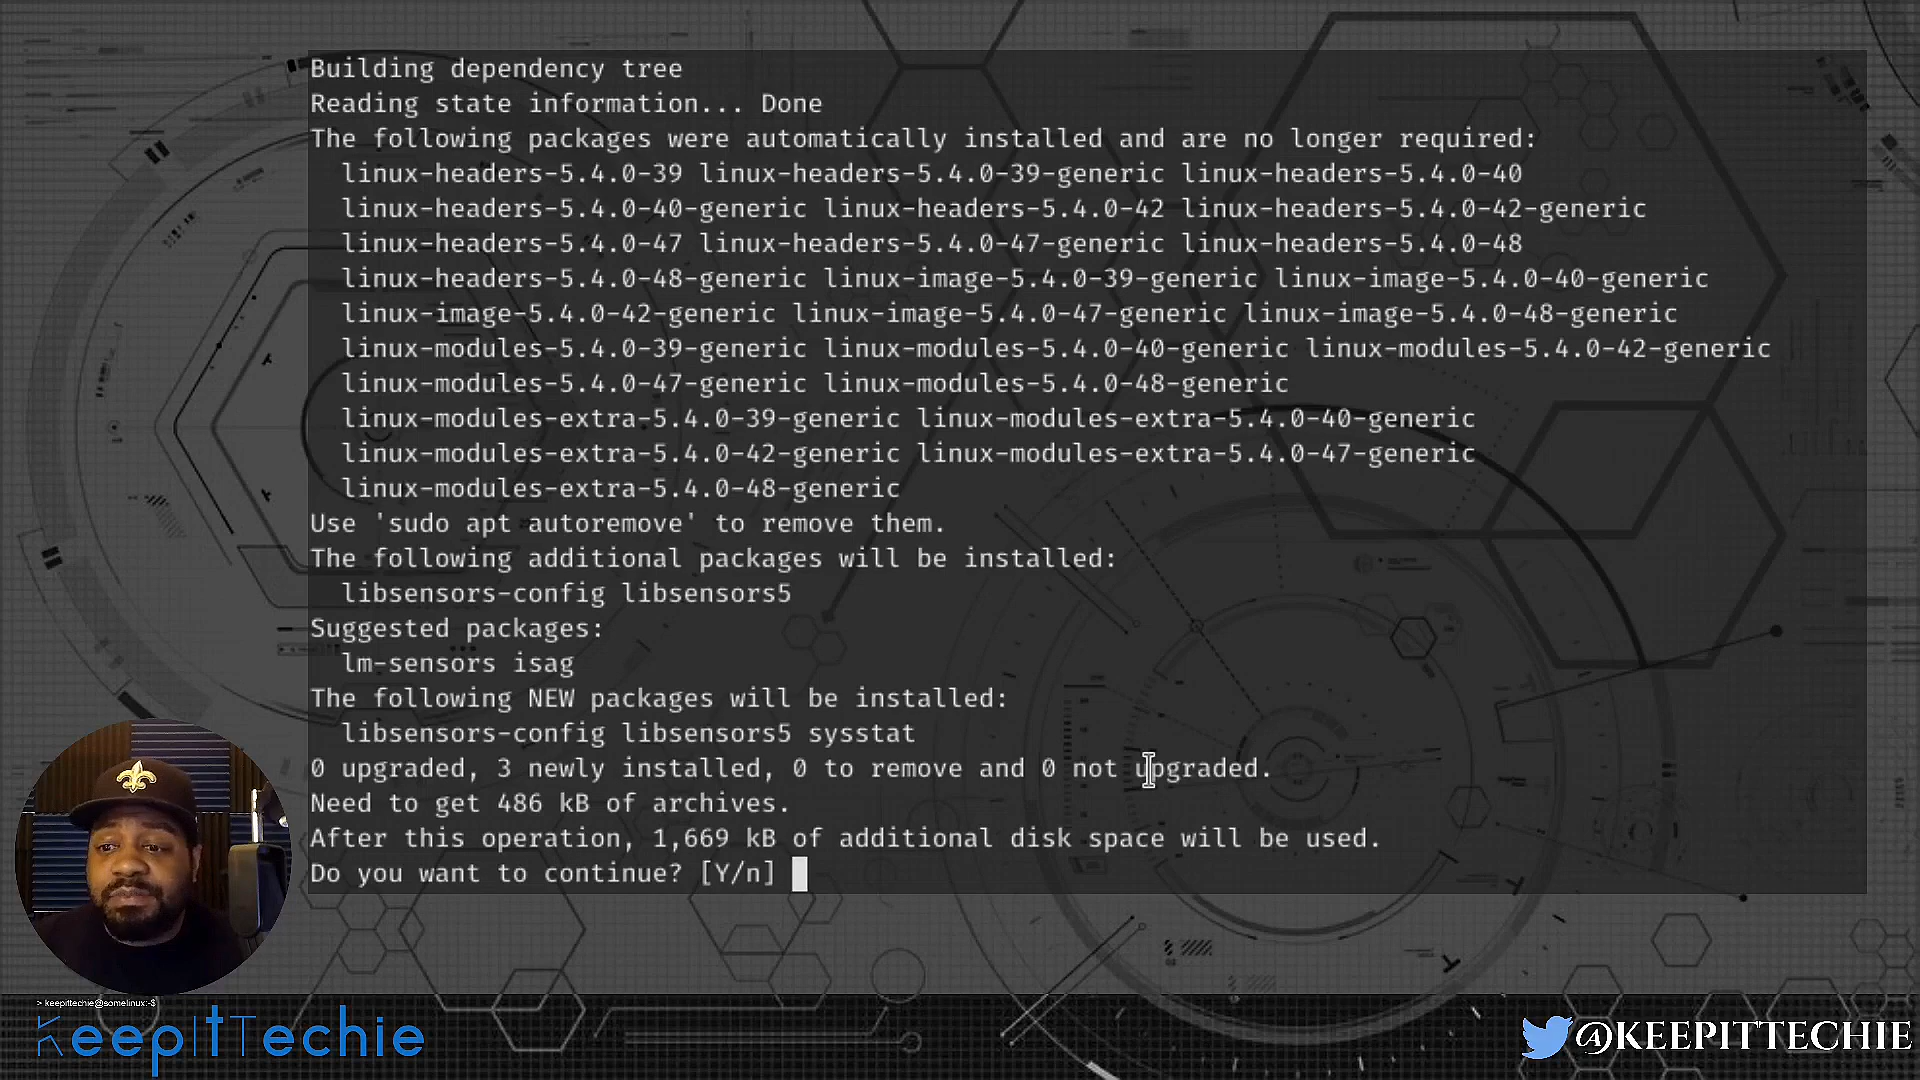 Building dependency tree
Reading state information... Done
The following packages were automatically installed and are no longer required:
linux-headers-5.4.0-39 linux-headers-5.4.0-39-generic linux-headers-5.4.0-40
linux-headers-5.4.0-40-generic linux-headers-5.4.0-42 linux-headers-5.4.0-42-generic
linux-headers-5.4.0-47 linux-headers-5.4.0-47-generic linux-headers-5.4.0-48
linux-headers-5.4.0-48-generic linux-image-5.4.0-39-generic linux-image-5.4.0-40-generic
linux-image-5.4.0-42-generic linux-image-5.4.0-47-generic linux-image-5.4.0-48-generic
linux-modules-5.4.0-39-generic linux-modules-5.4.0-40-generic linux-modules-5.4.0-42-generic
linux-modules-5.4.0-47-generic linux-modules-5.4.0-48-generic
linux-modules-extra-5.4.0-39-generic linux-modules-extra-5.4.0-40-generic
linux-modules-extra-5.4.0-42-generic linux-modules-extra-5.4.0-47-generic
linux-modules-extra-5.4.0-48-generic
Use 'sudo apt autoremove' to remove them.
The following additional packages will be installed:
libsensors-config libsensors5
Suggested packages:
lm-sensors isag
The following NEW packages will be installed:
libsensors-config libsensors5 sysstat
0 upgraded, 3 newly installed, 0 to remove and 0 not upgraded.
Need to get 486 kB of archives.
After this operation, 1,669 kB of additional disk space will be used.
Do you want to continue? [Y/n]
> keepittechie@somelinux:~$
KeepItTechie
@KEEPITTECHIE